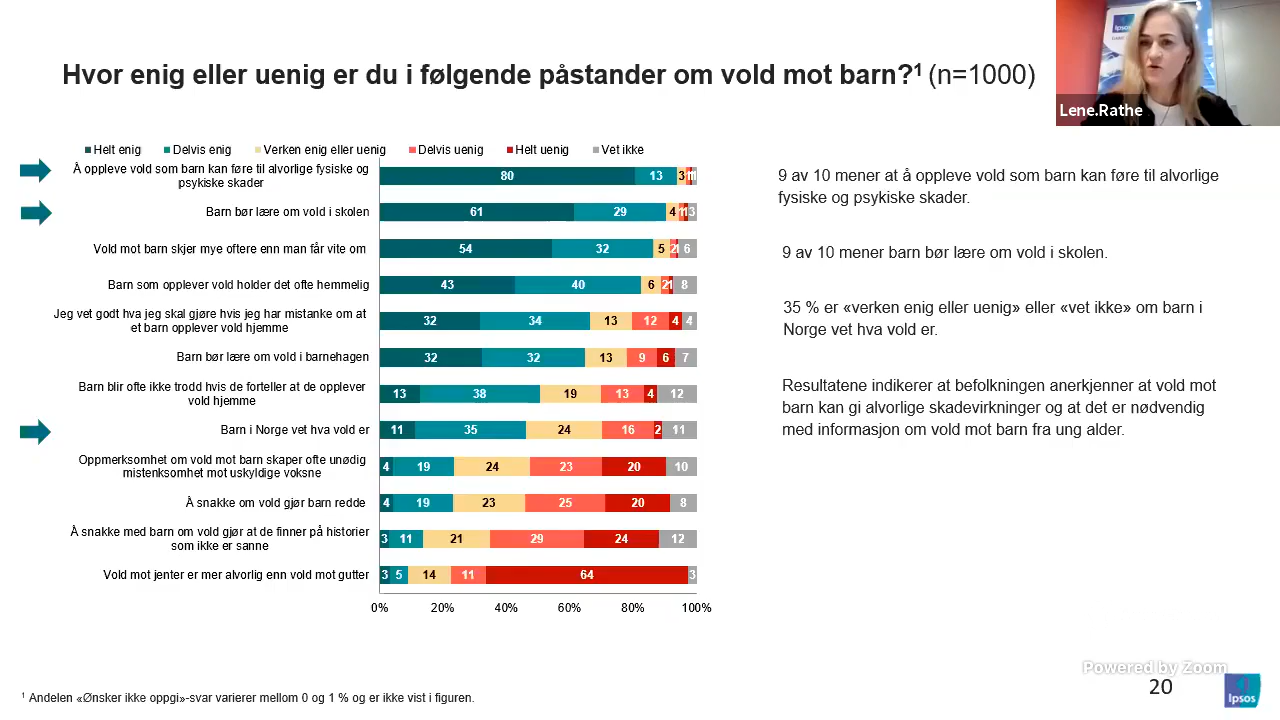 Ipsos
Lene.Rathe
Hvor enig eller uenig er du i følgende påstander om vold mot barn?¹ (n=1000)
Helt enig Delvis enig Verken enig eller uenig Delvis uenig Helt uenig Vet ikke
Å oppleve vold som barn kan føre til alvorlige fysiske og
psykiske skader
80 13 3 1 1 1
Barn bør lære om vold i skolen
61 29 4 1 1 3
Vold mot barn skjer mye oftere enn man får vite om
54 32 5 2 1 6
Barn som opplever vold holder det ofte hemmelig
43 40 6 2 1 8
Jeg vet godt hva jeg skal gjøre hvis jeg har mistanke om at
et barn opplever vold hjemme
32 34 13 12 4 4
Barn bør lære om vold i barnehagen
32 32 13 9 6 7
Barn blir ofte ikke trodd hvis de forteller at de opplever
vold hjemme
13 38 19 13 4 12
Barn i Norge vet hva vold er
11 35 24 16 2 11
Oppmerksomhet om vold mot barn skaper ofte unødig
mistenksomhet mot uskyldige voksne
4 19 24 23 20 10
Å snakke om vold gjør barn redde
4 19 23 25 20 8
Å snakke med barn om vold gjør at de finner på historier
som ikke er sanne
3 11 21 29 24 12
Vold mot jenter er mer alvorlig enn vold mot gutter
3 5 14 11 64 3
0% 20% 40% 60% 80% 100%
9 av 10 mener at å oppleve vold som barn kan føre til alvorlige
fysiske og psykiske skader.
9 av 10 mener barn bør lære om vold i skolen.
35 % er «verken enig eller uenig» eller «vet ikke» om barn i
Norge vet hva vold er.
Resultatene indikerer at befolkningen anerkjenner at vold mot
barn kan gi alvorlige skadevirkninger og at det er nødvendig
med informasjon om vold mot barn fra ung alder.
Powered by Zoom
¹ Andelen «Ønsker ikke oppgi»-svar varierer mellom 0 og 1 % og er ikke vist i figuren.
20
Ipsos